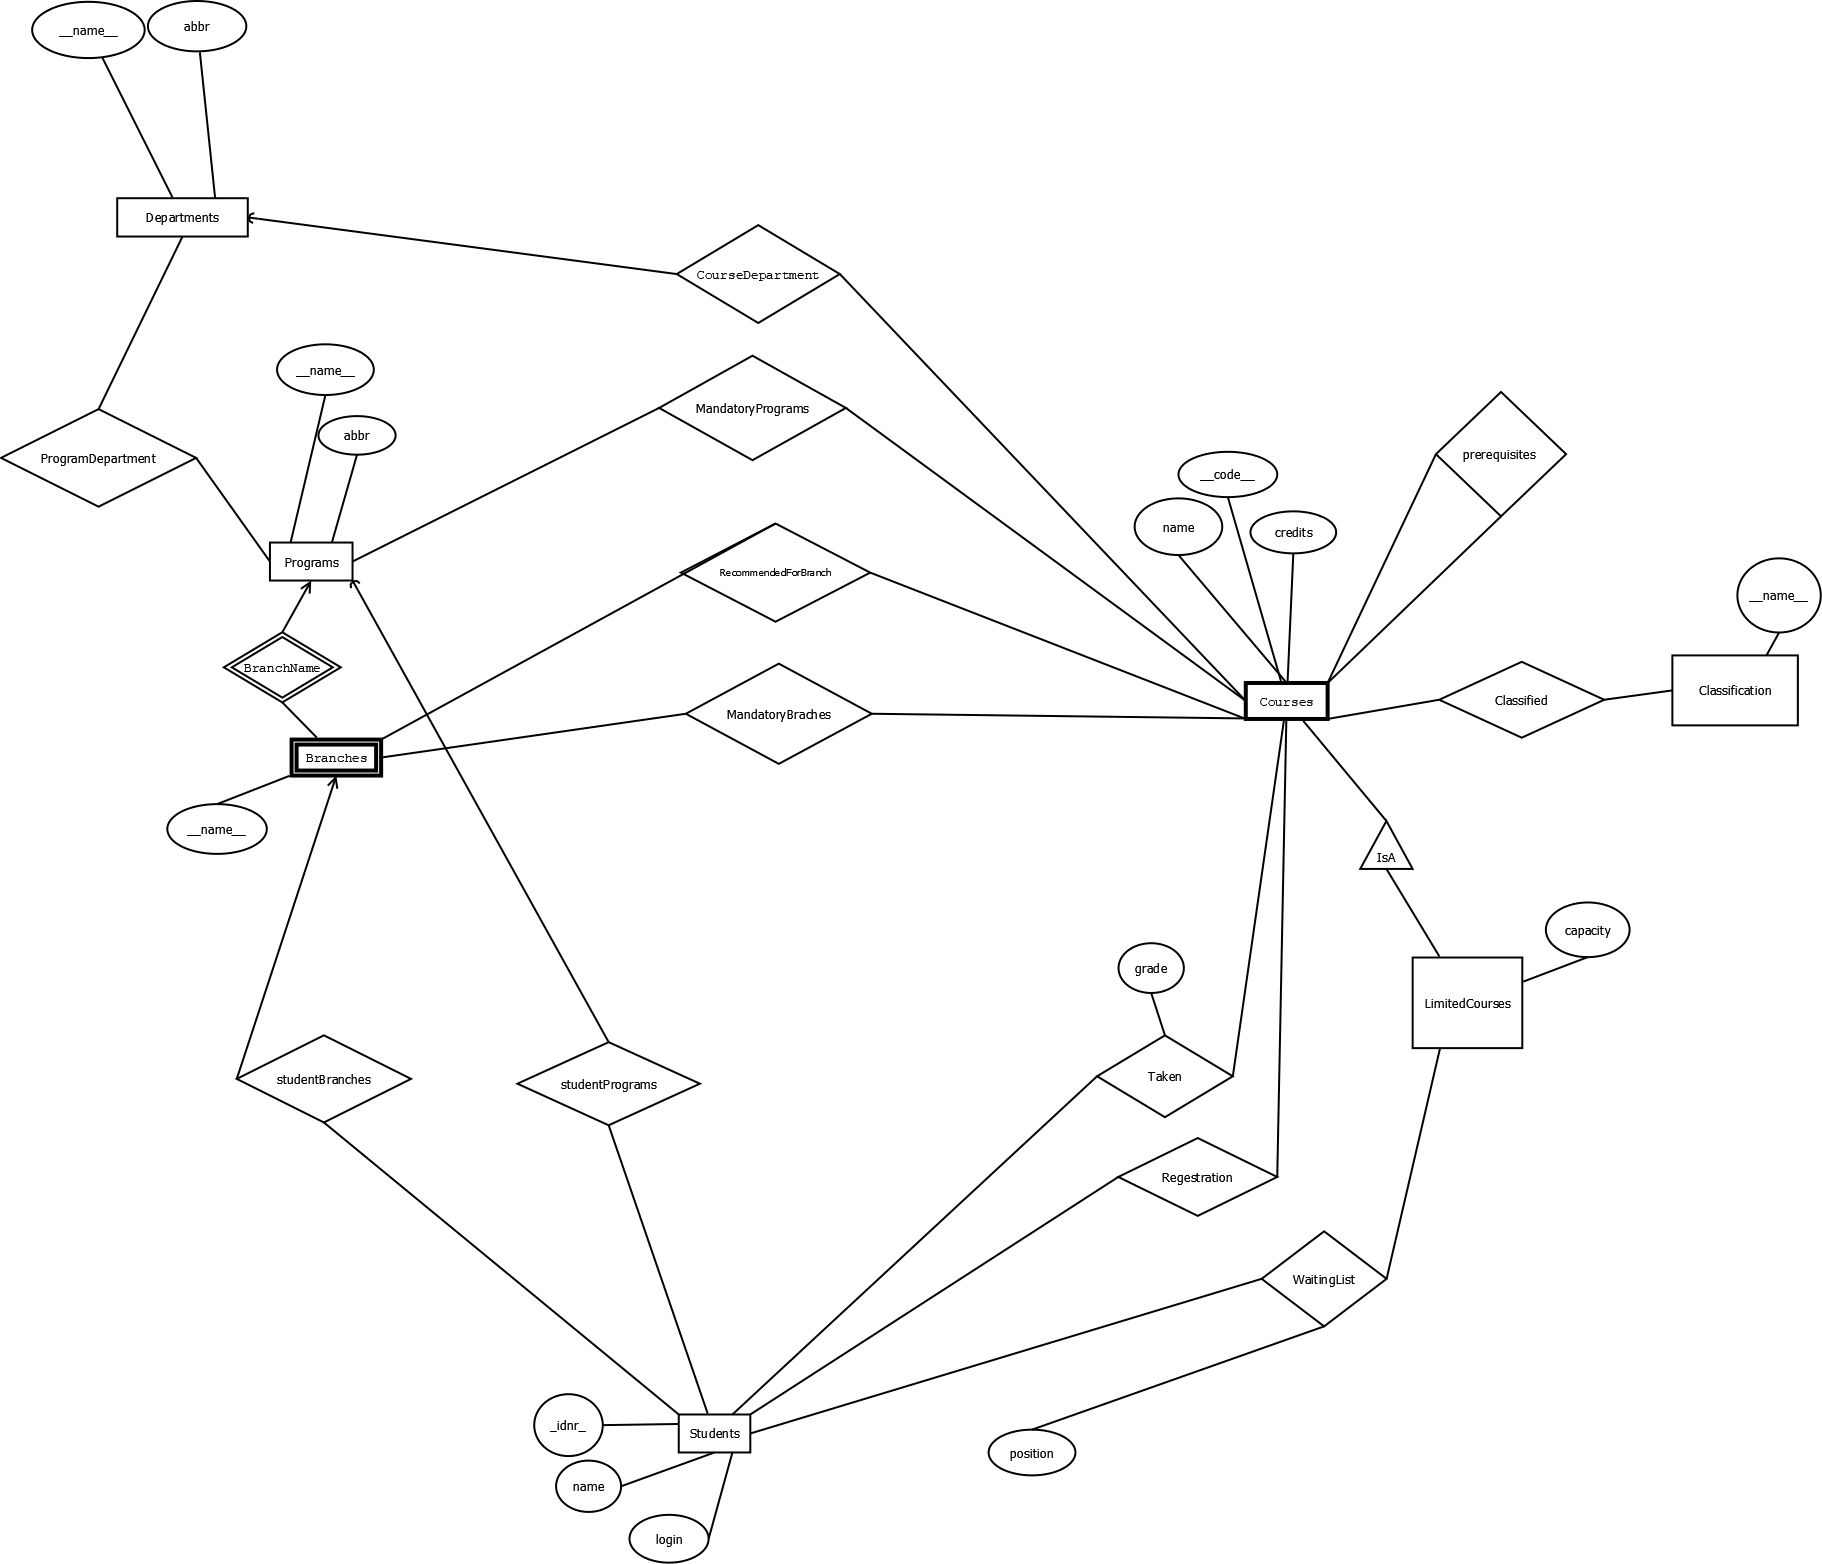 __name__
abbr
Departments
CourseDepartment
__name__
MandatoryPrograms
abbr
ProgramDepartment
prerequisites
__code__
name
credits
Programs
RecommendedForBranch
__name__
BranchName
Classification
Courses
Classified
MandatoryBraches
Branches
__name__
IsA
capacity
grade
LimitedCourses
studentBranches
studentPrograms
Taken
Regestration
WaitingList
_idnr_
Students
position
name
login